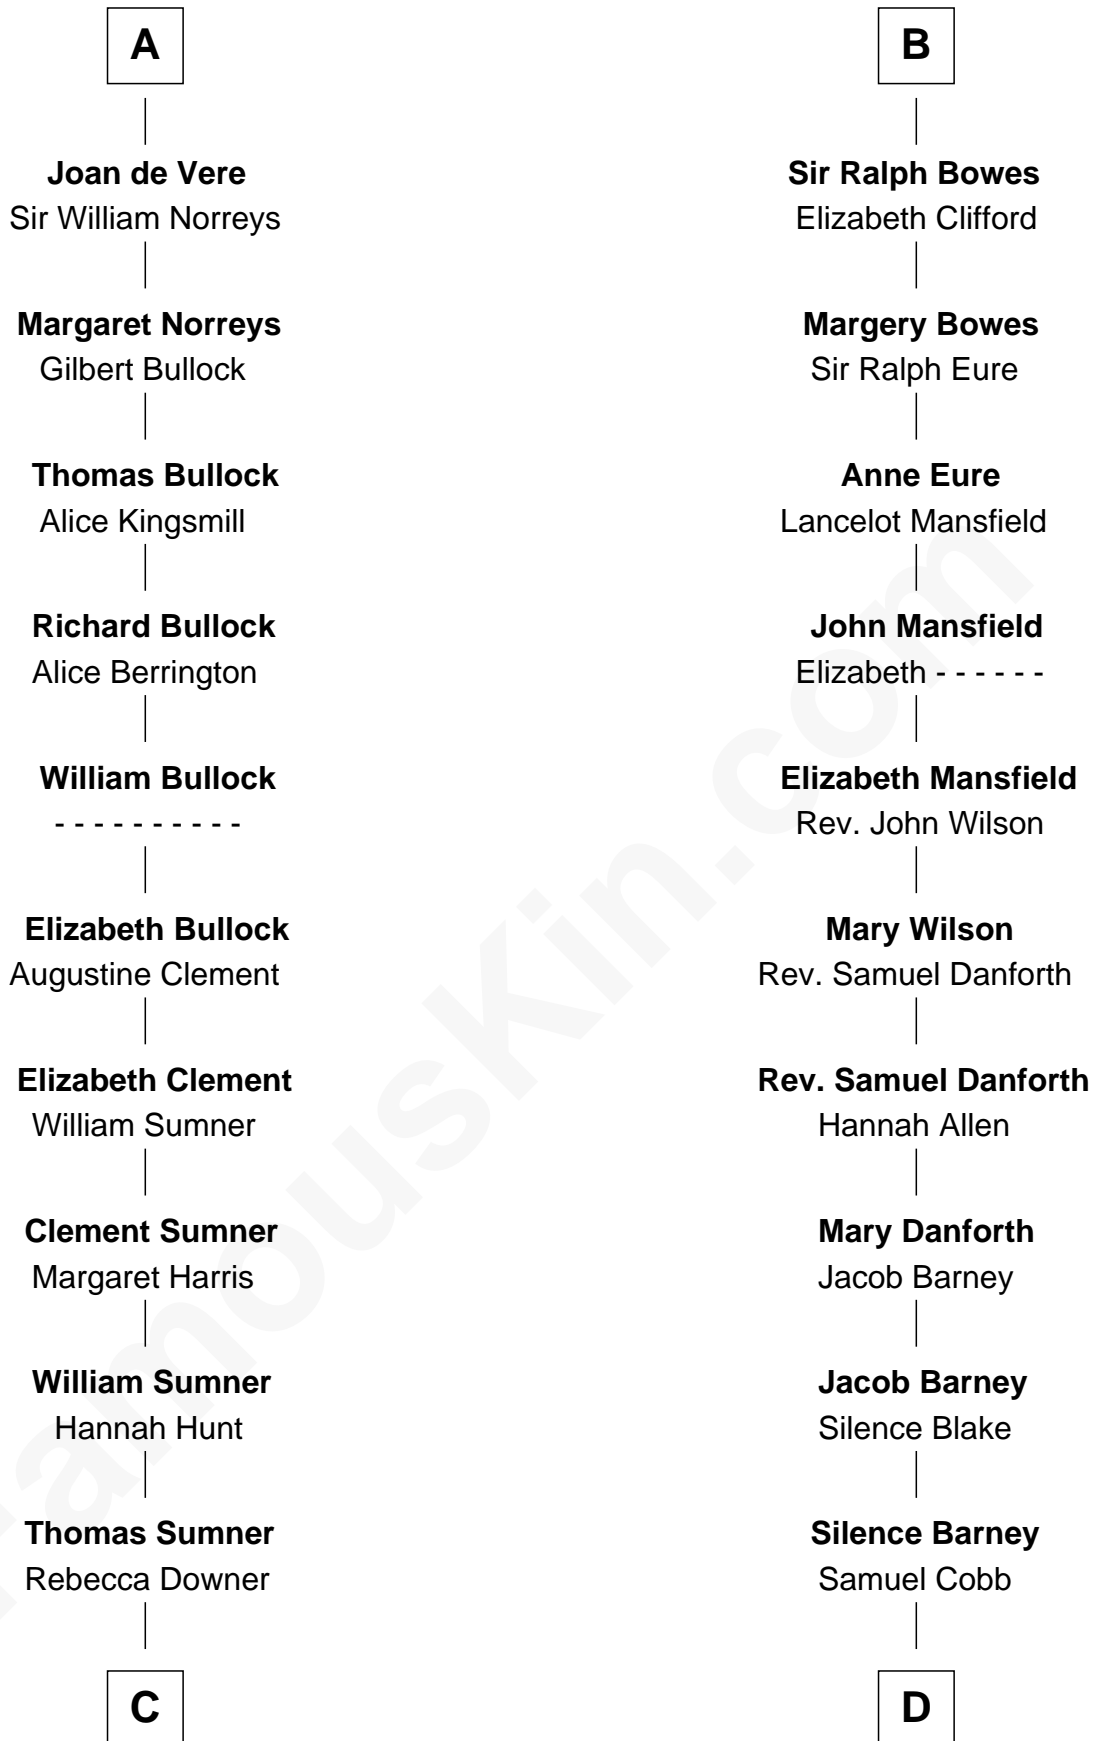 A
Joan de Vere
Sir William Norreys
Margaret Norreys
Gilbert Bullock
Thomas Bullock
Alice Kingsmill
Richard Bullock
Alice Berrington
William Bullock
- - - - - - - - - -
Elizabeth Bullock
Augustine Clement
Elizabeth Clement
William Sumner
Clement Sumner
Margaret Harris
William Sumner
Hannah Hunt
Thomas Sumner
Rebecca Downer
C
B
Sir Ralph Bowes
Elizabeth Clifford
Margery Bowes
Sir Ralph Eure
Anne Eure
Lancelot Mansfield
John Mansfield
Elizabeth - - - - - -
Elizabeth Mansfield
Rev. John Wilson
Mary Wilson
Rev. Samuel Danforth
Rev. Samuel Danforth
Hannah Allen
Mary Danforth
Jacob Barney
Jacob Barney
Silence Blake
Silence Barney
Samuel Cobb
D
FamousKin.com